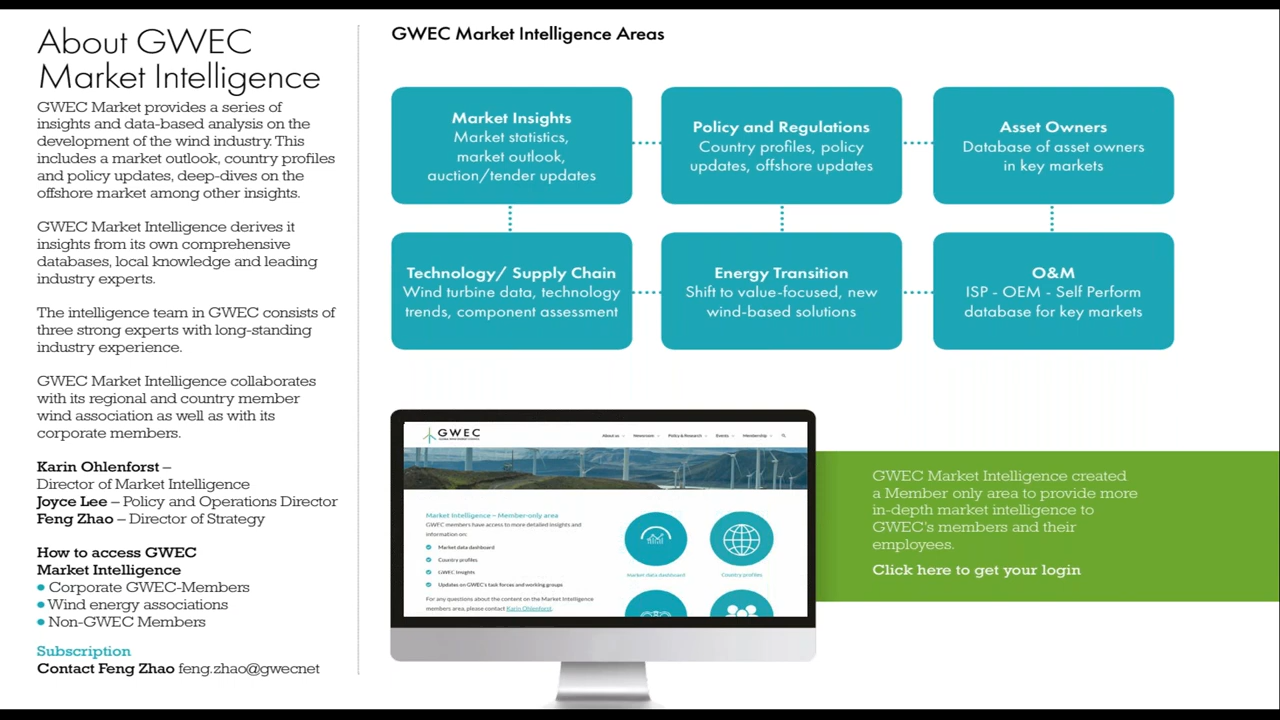 About GWEC
Market Intelligence
GWEC Market provides a series of
insights and data-based analysis on the
development of the wind industry. This
includes a market outlook, country profiles
and policy updates, deep-dives on the
offshore market among other insights.
GWEC Market Intelligence derives it
insights from its own comprehensive
databases, local knowledge and leading
industry experts.
The intelligence team in GWEC consists of
three strong experts with long-standing
industry experience.
GWEC Market Intelligence collaborates
with its regional and country member
wind association as well as with its
corporate members.
Karin Ohlenforst –
Director of Market Intelligence
Joyce Lee – Policy and Operations Director
Feng Zhao – Director of Strategy
How to access GWEC
Market Intelligence
Corporate GWEC-Members
Wind energy associations
Non-GWEC Members
Subscription
Contact Feng Zhao feng.zhao@gwecnet
GWEC Market Intelligence Areas
Market Insights
Market statistics,
market outlook,
auction/tender updates
Policy and Regulations
Country profiles, policy
updates, offshore updates
Asset Owners
Database of asset owners
in key markets
Technology/ Supply Chain
Wind turbine data, technology
trends, component assessment
Energy Transition
Shift to value-focused, new
wind-based solutions
O&M
ISP - OEM - Self Perform
database for key markets
GWEC
GLOBAL WIND ENERGY COUNCIL
About us Newsroom Policy & Research Events Membership
Market Intelligence – Member-only area
GWEC members have access to more detailed insights and
information on:
Market data dashboard
Country profiles
GWEC Insights
Updates on GWEC's task forces and working groups
For any questions about the content on the Market Intelligence
members area, please contact Karin Ohlenforst.
Market data dashboard
Country profiles
GWEC Market Intelligence created
a Member only area to provide more
in-depth market intelligence to
GWEC's members and their
employees.
Click here to get your login